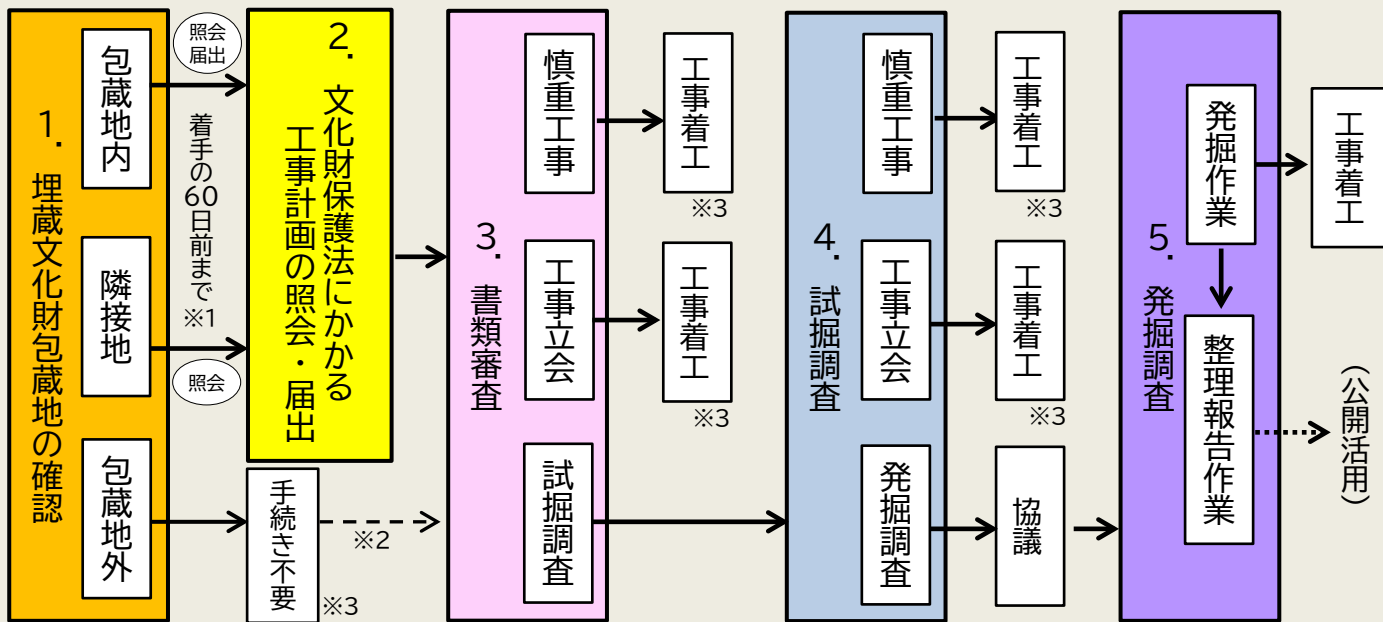 1．埋蔵文化財包蔵地の確認
包蔵地内
隣接地
包蔵地外
照会
届出
着手の60日前まで
※1
照会
2．文化財保護法にかかる
工事計画の照会・届出
手続き不要
※3
※2
3．書類審査
慎重工事
工事着工
※3
工事立会
工事着工
※3
試掘調査
4．試掘調査
慎重工事
工事着工
※3
工事立会
工事着工
※3
発掘調査
協議
5．発掘調査
発掘作業
工事着工
整理報告作業
（公開活用）